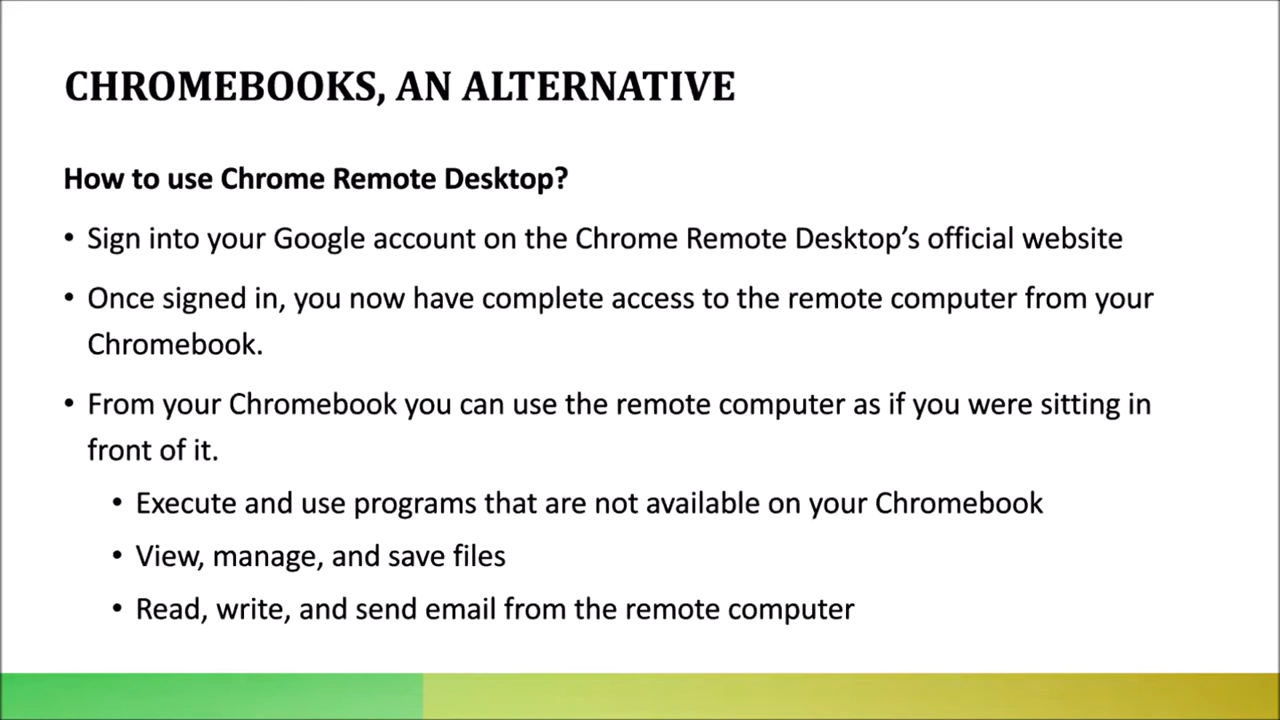 CHROMEBOOKS, AN ALTERNATIVE
How to use Chrome Remote Desktop?
• Sign into your Google account on the Chrome Remote Desktop’s official website
• Once signed in, you now have complete access to the remote computer from your
Chromebook.
• From your Chromebook you can use the remote computer as if you were sitting in
front of it.
• Execute and use programs that are not available on your Chromebook
• View, manage, and save files
• Read, write, and send email from the remote computer